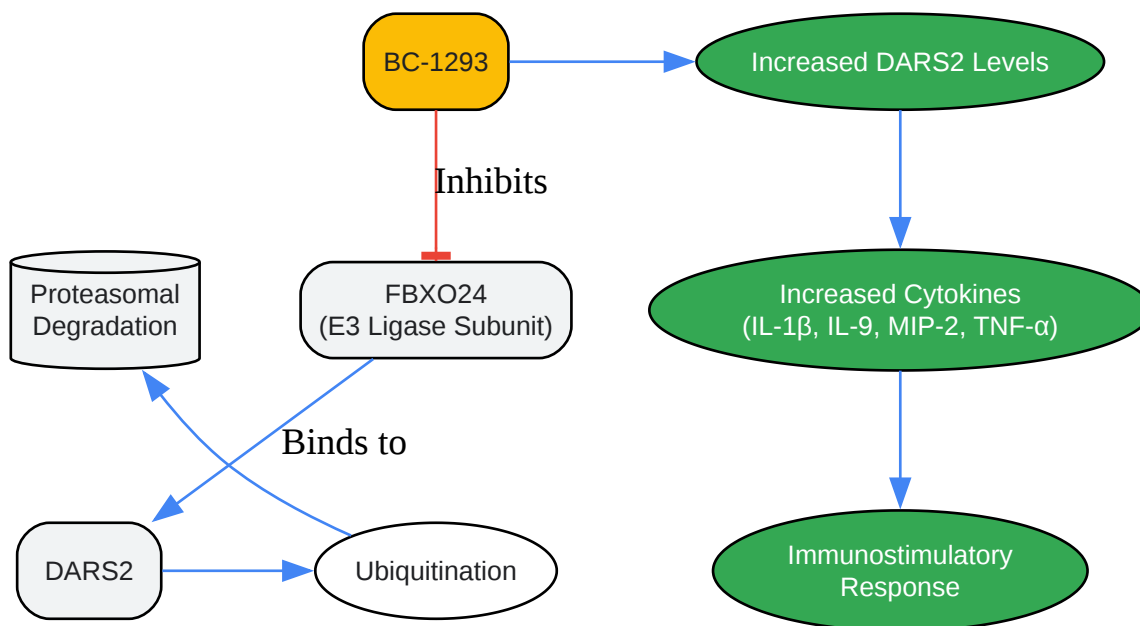 BC-1293
Increased DARS2 Levels
Inhibits
Proteasomal
Degradation
FBXO24
(E3 Ligase Subunit)
Increased Cytokines
(IL-1β, IL-9, MIP-2, TNF-α)
Binds to
DARS2
Ubiquitination
Immunostimulatory
Response